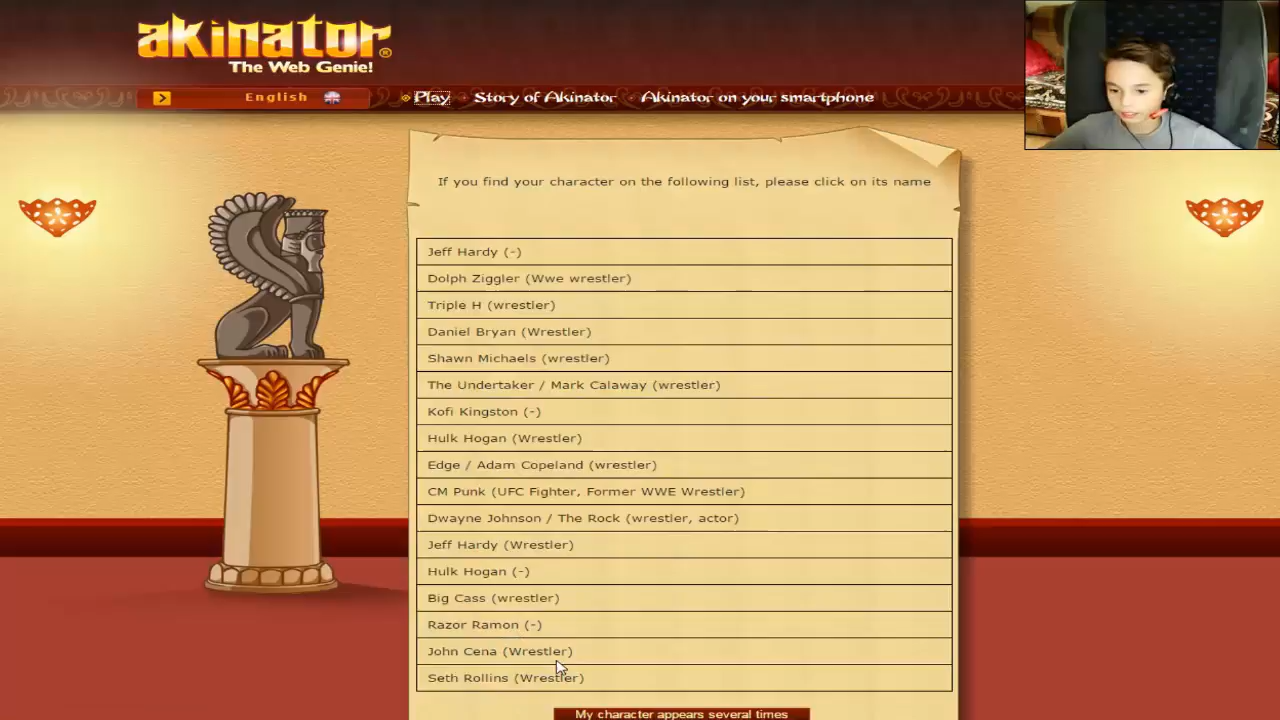 akinator®
The Web Genie!
English
Play
Story of Akinator
Akinator on your smartphone
If you find your character on the following list, please click on its name
Jeff Hardy (-)
Dolph Ziggler (Wwe wrestler)
Triple H (wrestler)
Daniel Bryan (Wrestler)
Shawn Michaels (wrestler)
The Undertaker / Mark Calaway (wrestler)
Kofi Kingston (-)
Hulk Hogan (Wrestler)
Edge / Adam Copeland (wrestler)
CM Punk (UFC Fighter, Former WWE Wrestler)
Dwayne Johnson / The Rock (wrestler, actor)
Jeff Hardy (Wrestler)
Hulk Hogan (-)
Big Cass (wrestler)
Razor Ramon (-)
John Cena (Wrestler)
Seth Rollins (Wrestler)
My character appears several times